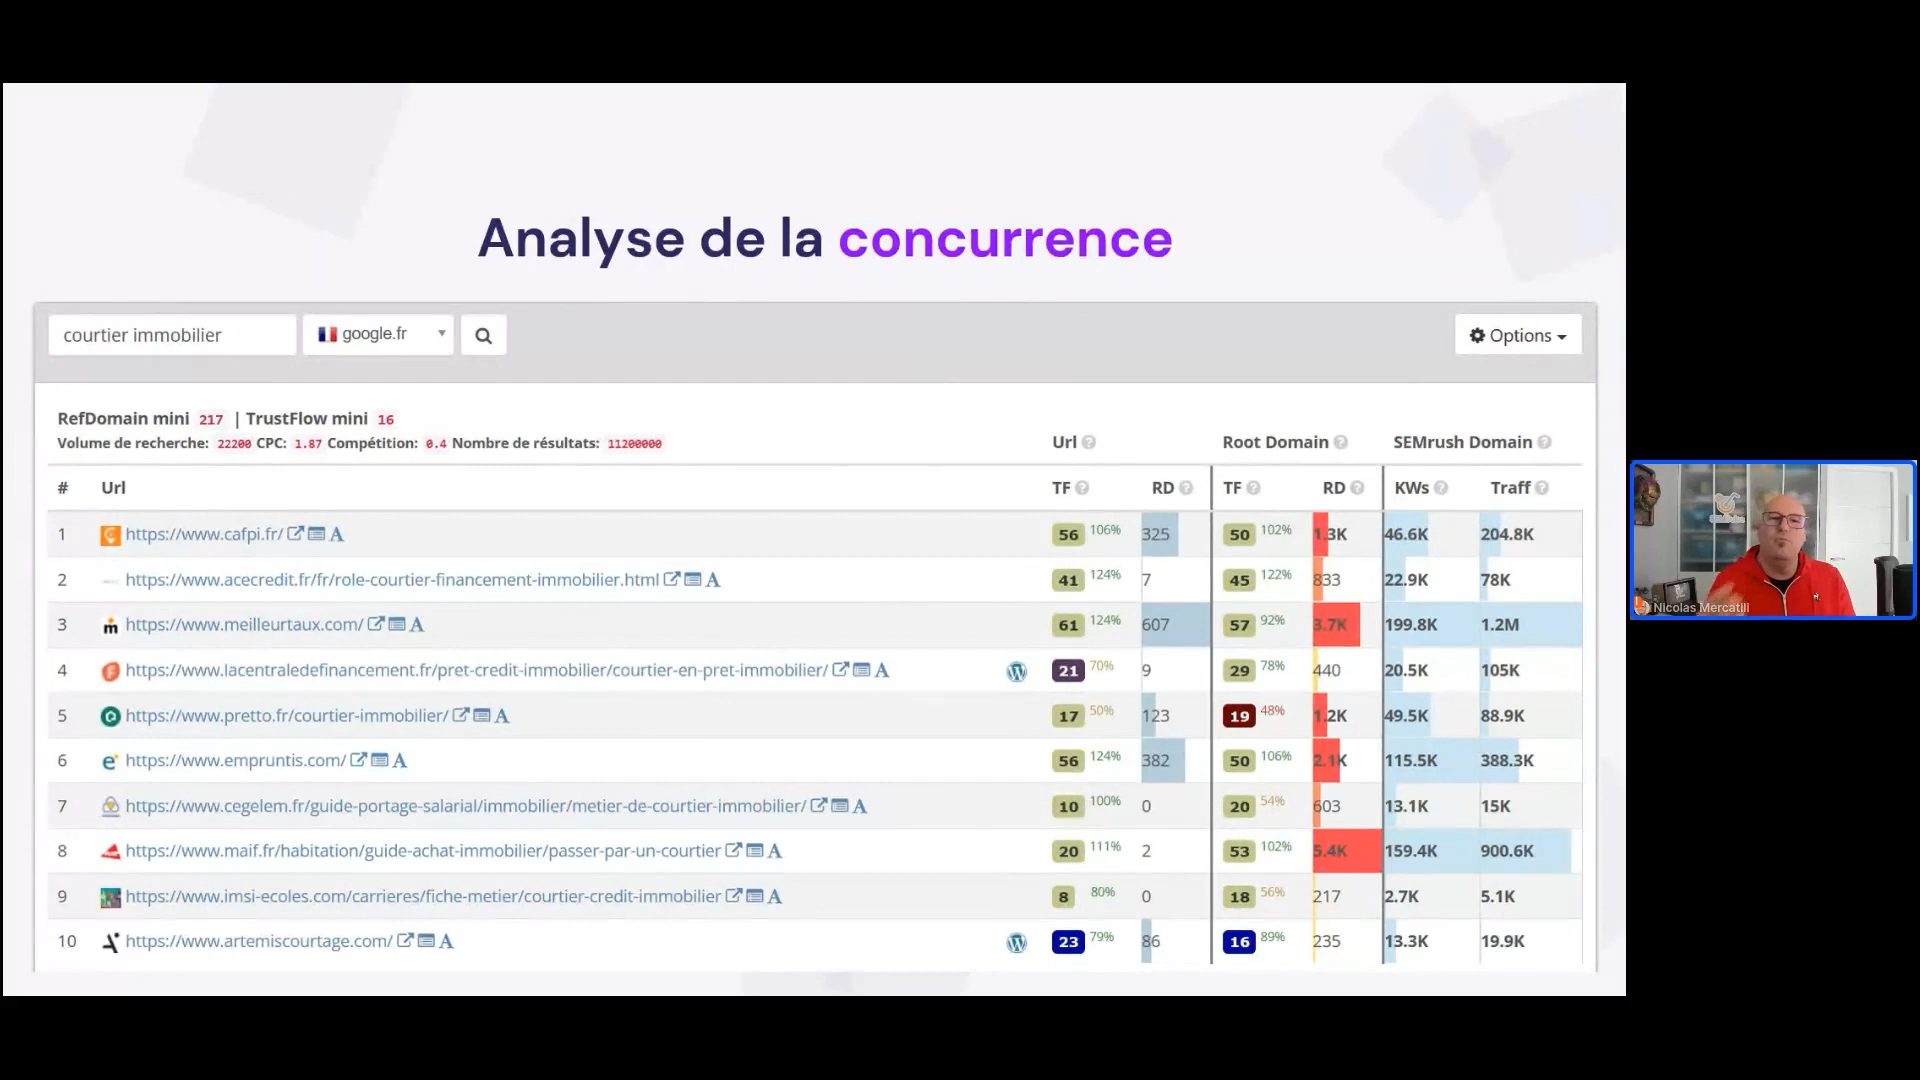 Analyse de la concurrence
courtier immobilier google.fr Options
RefDomain mini 217 | TrustFlow mini 16
Volume de recherche: 22200 CPC: 1.87 Compétition: 0.4 Nombre de résultats: 11200000 Url Root Domain SEMrush Domain
# Url TF RD TF RD KWs Traff
1 https://www.cafpi.fr/ 56 106% 325 50 102% 1.3K 46.6K 204.8K
2 https://www.acecredit.fr/fr/role-courtier-financement-immobilier.html 41 124% 7 45 122% 833 22.9K 78K
3 https://www.meilleurtaux.com/ 61 124% 607 57 92% 3.7K 199.8K 1.2M
4 https://www.lacentraledefinancement.fr/pret-credit-immobilier/courtier-en-pret-immobilier/ 21 70% 9 29 78% 440 20.5K 105K
5 https://www.pretto.fr/courtier-immobilier/ 17 50% 123 19 48% 1.2K 49.5K 88.9K
6 https://www.empruntis.com/ 56 124% 382 50 106% 2.1K 115.5K 388.3K
7 https://www.cegelem.fr/guide-portage-salarial/immobilier/metier-de-courtier-immobilier/ 10 100% 0 20 54% 603 13.1K 15K
8 https://www.maif.fr/habitation/guide-achat-immobilier/passer-par-un-courtier 20 111% 2 53 102% 5.4K 159.4K 900.6K
9 https://www.imsi-ecoles.com/carrieres/fiche-metier/courtier-credit-immobilier 8 80% 0 18 56% 217 2.7K 5.1K
10 https://www.artemiscourtage.com/ 23 79% 86 16 89% 235 13.3K 19.9K
Nicolas Mercatili